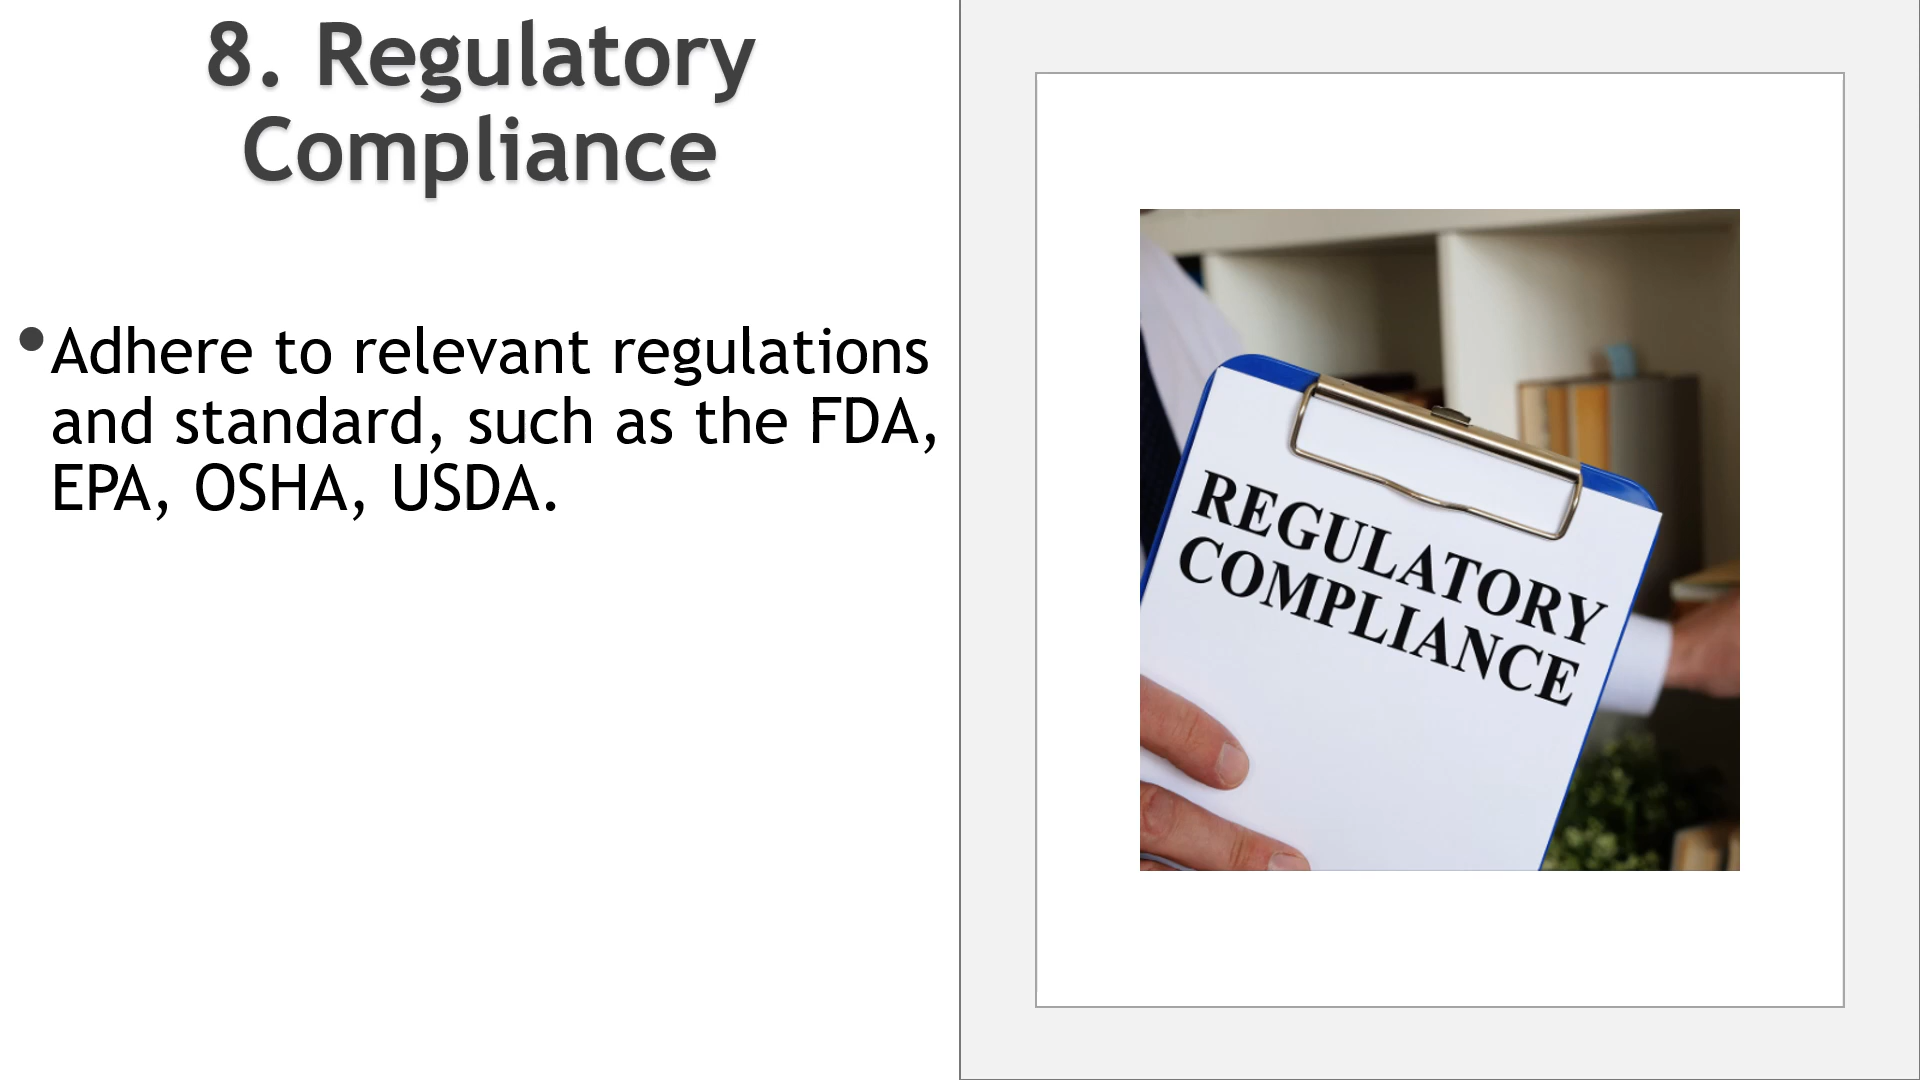 8. Regulatory
Compliance
•Adhere to relevant regulations
and standard, such as the FDA,
EPA, OSHA, USDA.
REGULATORY
COMPLIANCE